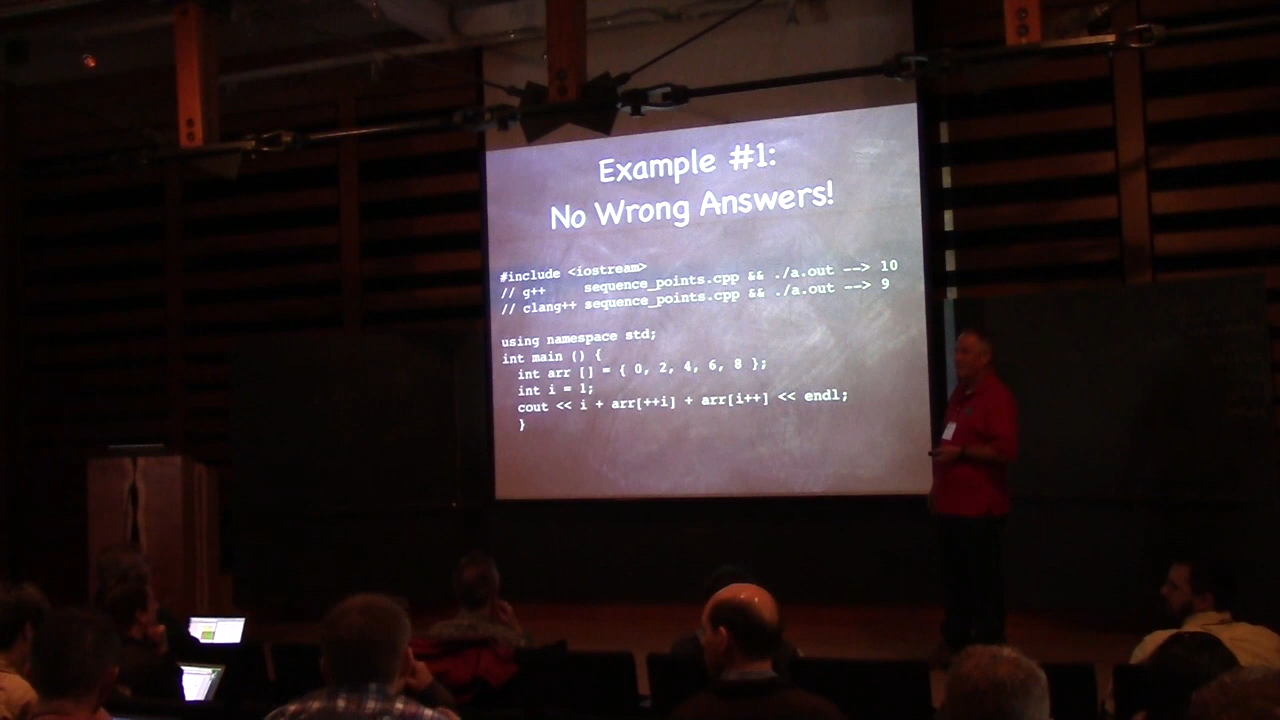 Example #1:
No Wrong Answers!
#include <iostream>
// g++     sequence_points.cpp && ./a.out --> 10
// clang++ sequence_points.cpp && ./a.out --> 9
using namespace std;
int main () {
  int arr [] = { 0, 2, 4, 6, 8 };
  int i = 1;
  cout << i + arr[++i] + arr[i++] << endl;
  }